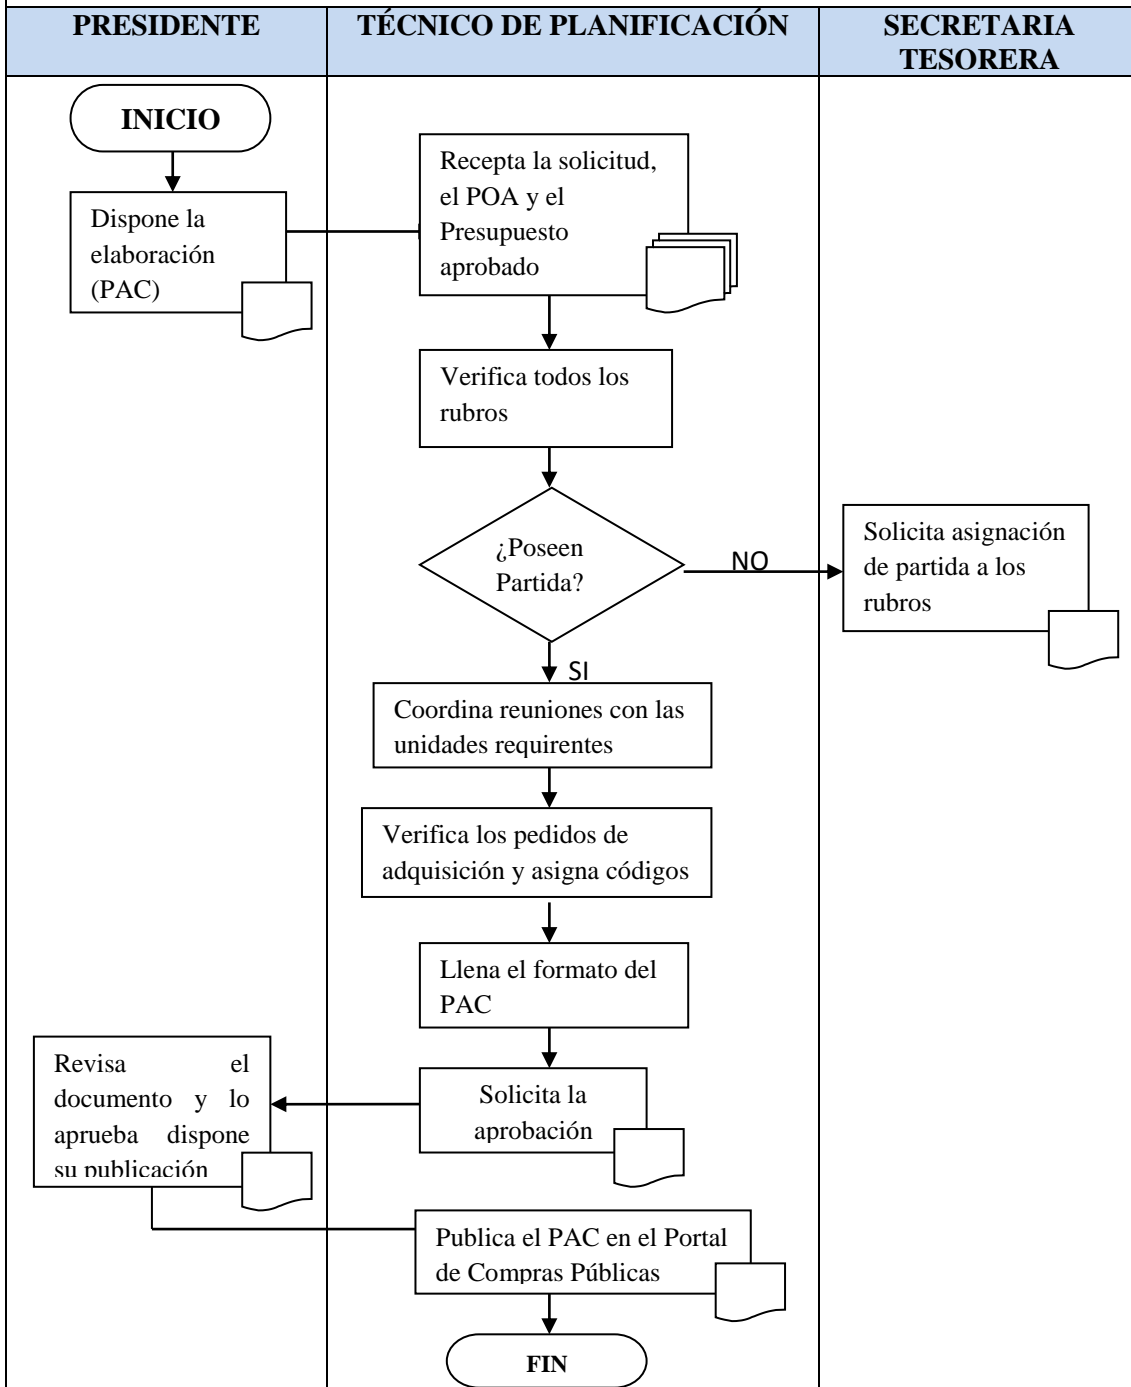 PRESIDENTE
TÉCNICO DE PLANIFICACIÓN
SECRETARIA
TESORERA
INICIO
Dispone la
elaboración
(PAC)
Recepta la solicitud,
el POA y el
Presupuesto
aprobado
Verifica todos los
rubros
¿Poseen
Partida?
NO
Solicita asignación
de partida a los
rubros
SI
Coordina reuniones con las
unidades requirentes
Verifica los pedidos de
adquisición y asigna códigos
Llena el formato del
PAC
Solicita la
aprobación
Revisa el
documento y lo
aprueba dispone
su publicación
Publica el PAC en el Portal
de Compras Públicas
FIN